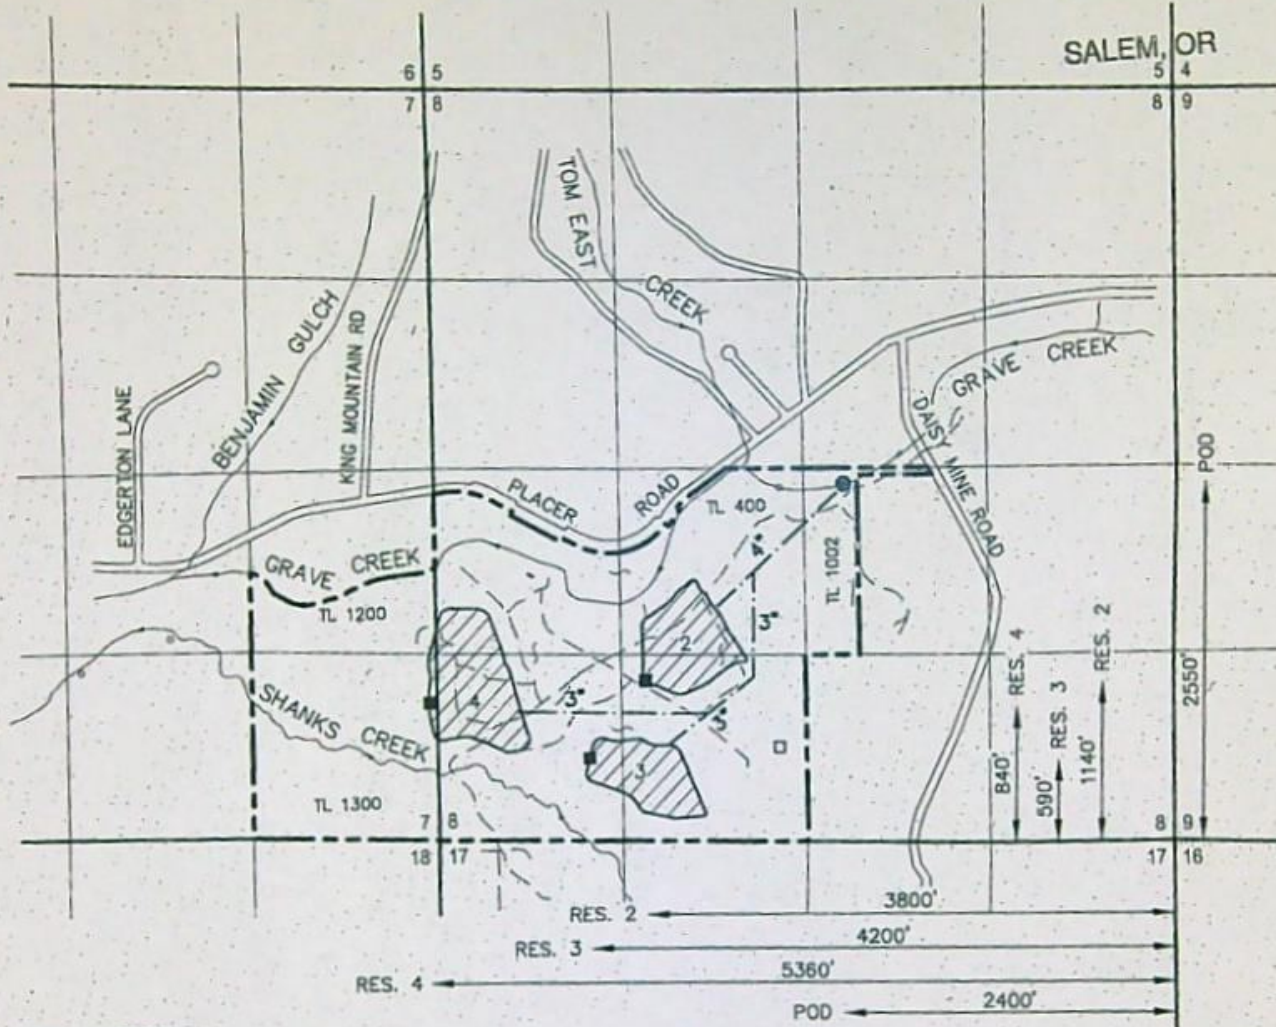 SALEM, OR
6 5
5 4
7 8
8 9
TOM EAST
CREEK
BENJAMIN GULCH
KING MOUNTAIN RD
EDGERTON LANE
GRAVE CREEK
DAISY MINE ROAD
POD
PLACER ROAD
TL 400
GRAVE CREEK
TL 1002
TL 1200
3"
2
RES. 4
RES. 3
RES. 2
2550'
SHANKS CREEK
3"
4
3"
3
840'
590'
1140'
TL 1300
7 8
8 9
18 17
17 16
RES. 2
3800'
RES. 3
4200'
RES. 4
5360'
POD
2400'